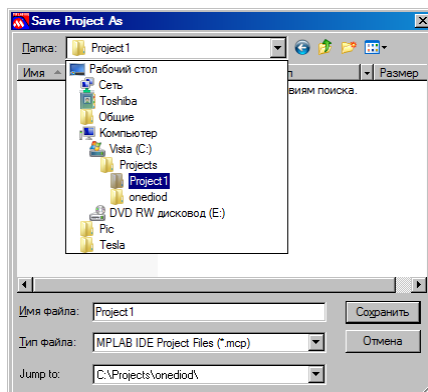 Save Project As
Папка: Project1
Имя Размер
Рабочий стол
Сеть
виям поиска.
Toshiba
Общие
Компьютер
Vista (C:)
Projects
Project1
onediod
DVD RW дисковод (E:)
Pic
Tesla
Имя файла: Project1 Сохранить
Тип файла: MPLAB IDE Project Files (*.mcp) Отмена
Jump to: C:\Projects\onediod\